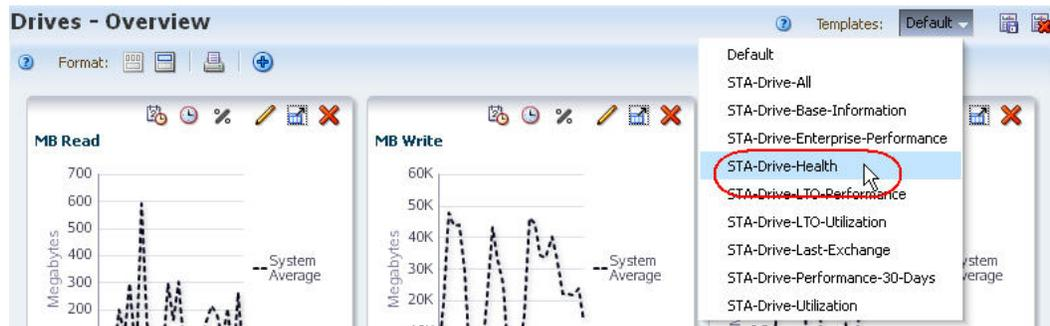 Drives - Overview
Templates: Default
Format:
Default
STA-Drive-All
STA-Drive-Base-Information
STA-Drive-Enterprise-Performance
STA-Drive-Health
STA-Drive-LTO-Performance
STA-Drive-LTO-Utilization
STA-Drive-Last-Exchange
STA-Drive-Performance-30-Days
STA-Drive-Utilization
MB Read
700
600
500
400
300
200
Megabytes
System
Average
MB Write
60K
50K
40K
30K
20K
Megabytes
System
Average